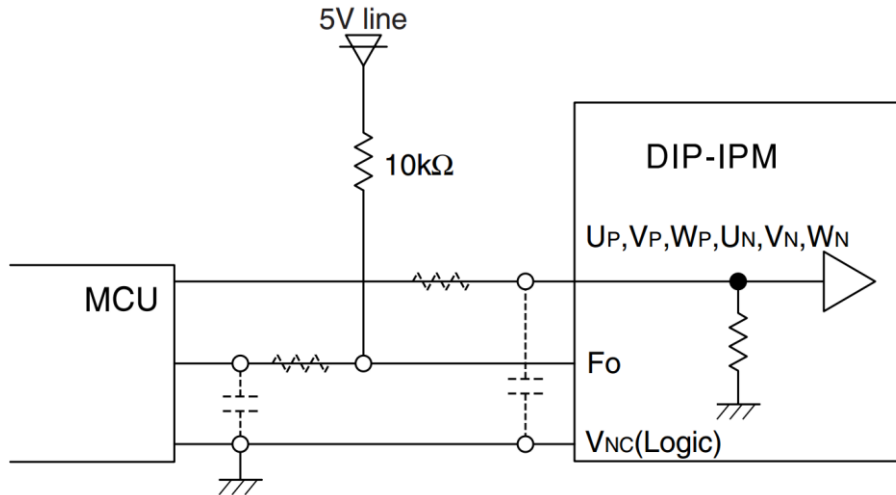 5V line
10kΩ
DIP-IPM
UP,VP,WP,UN,VN,WN
MCU
Fo
VNC(Logic)